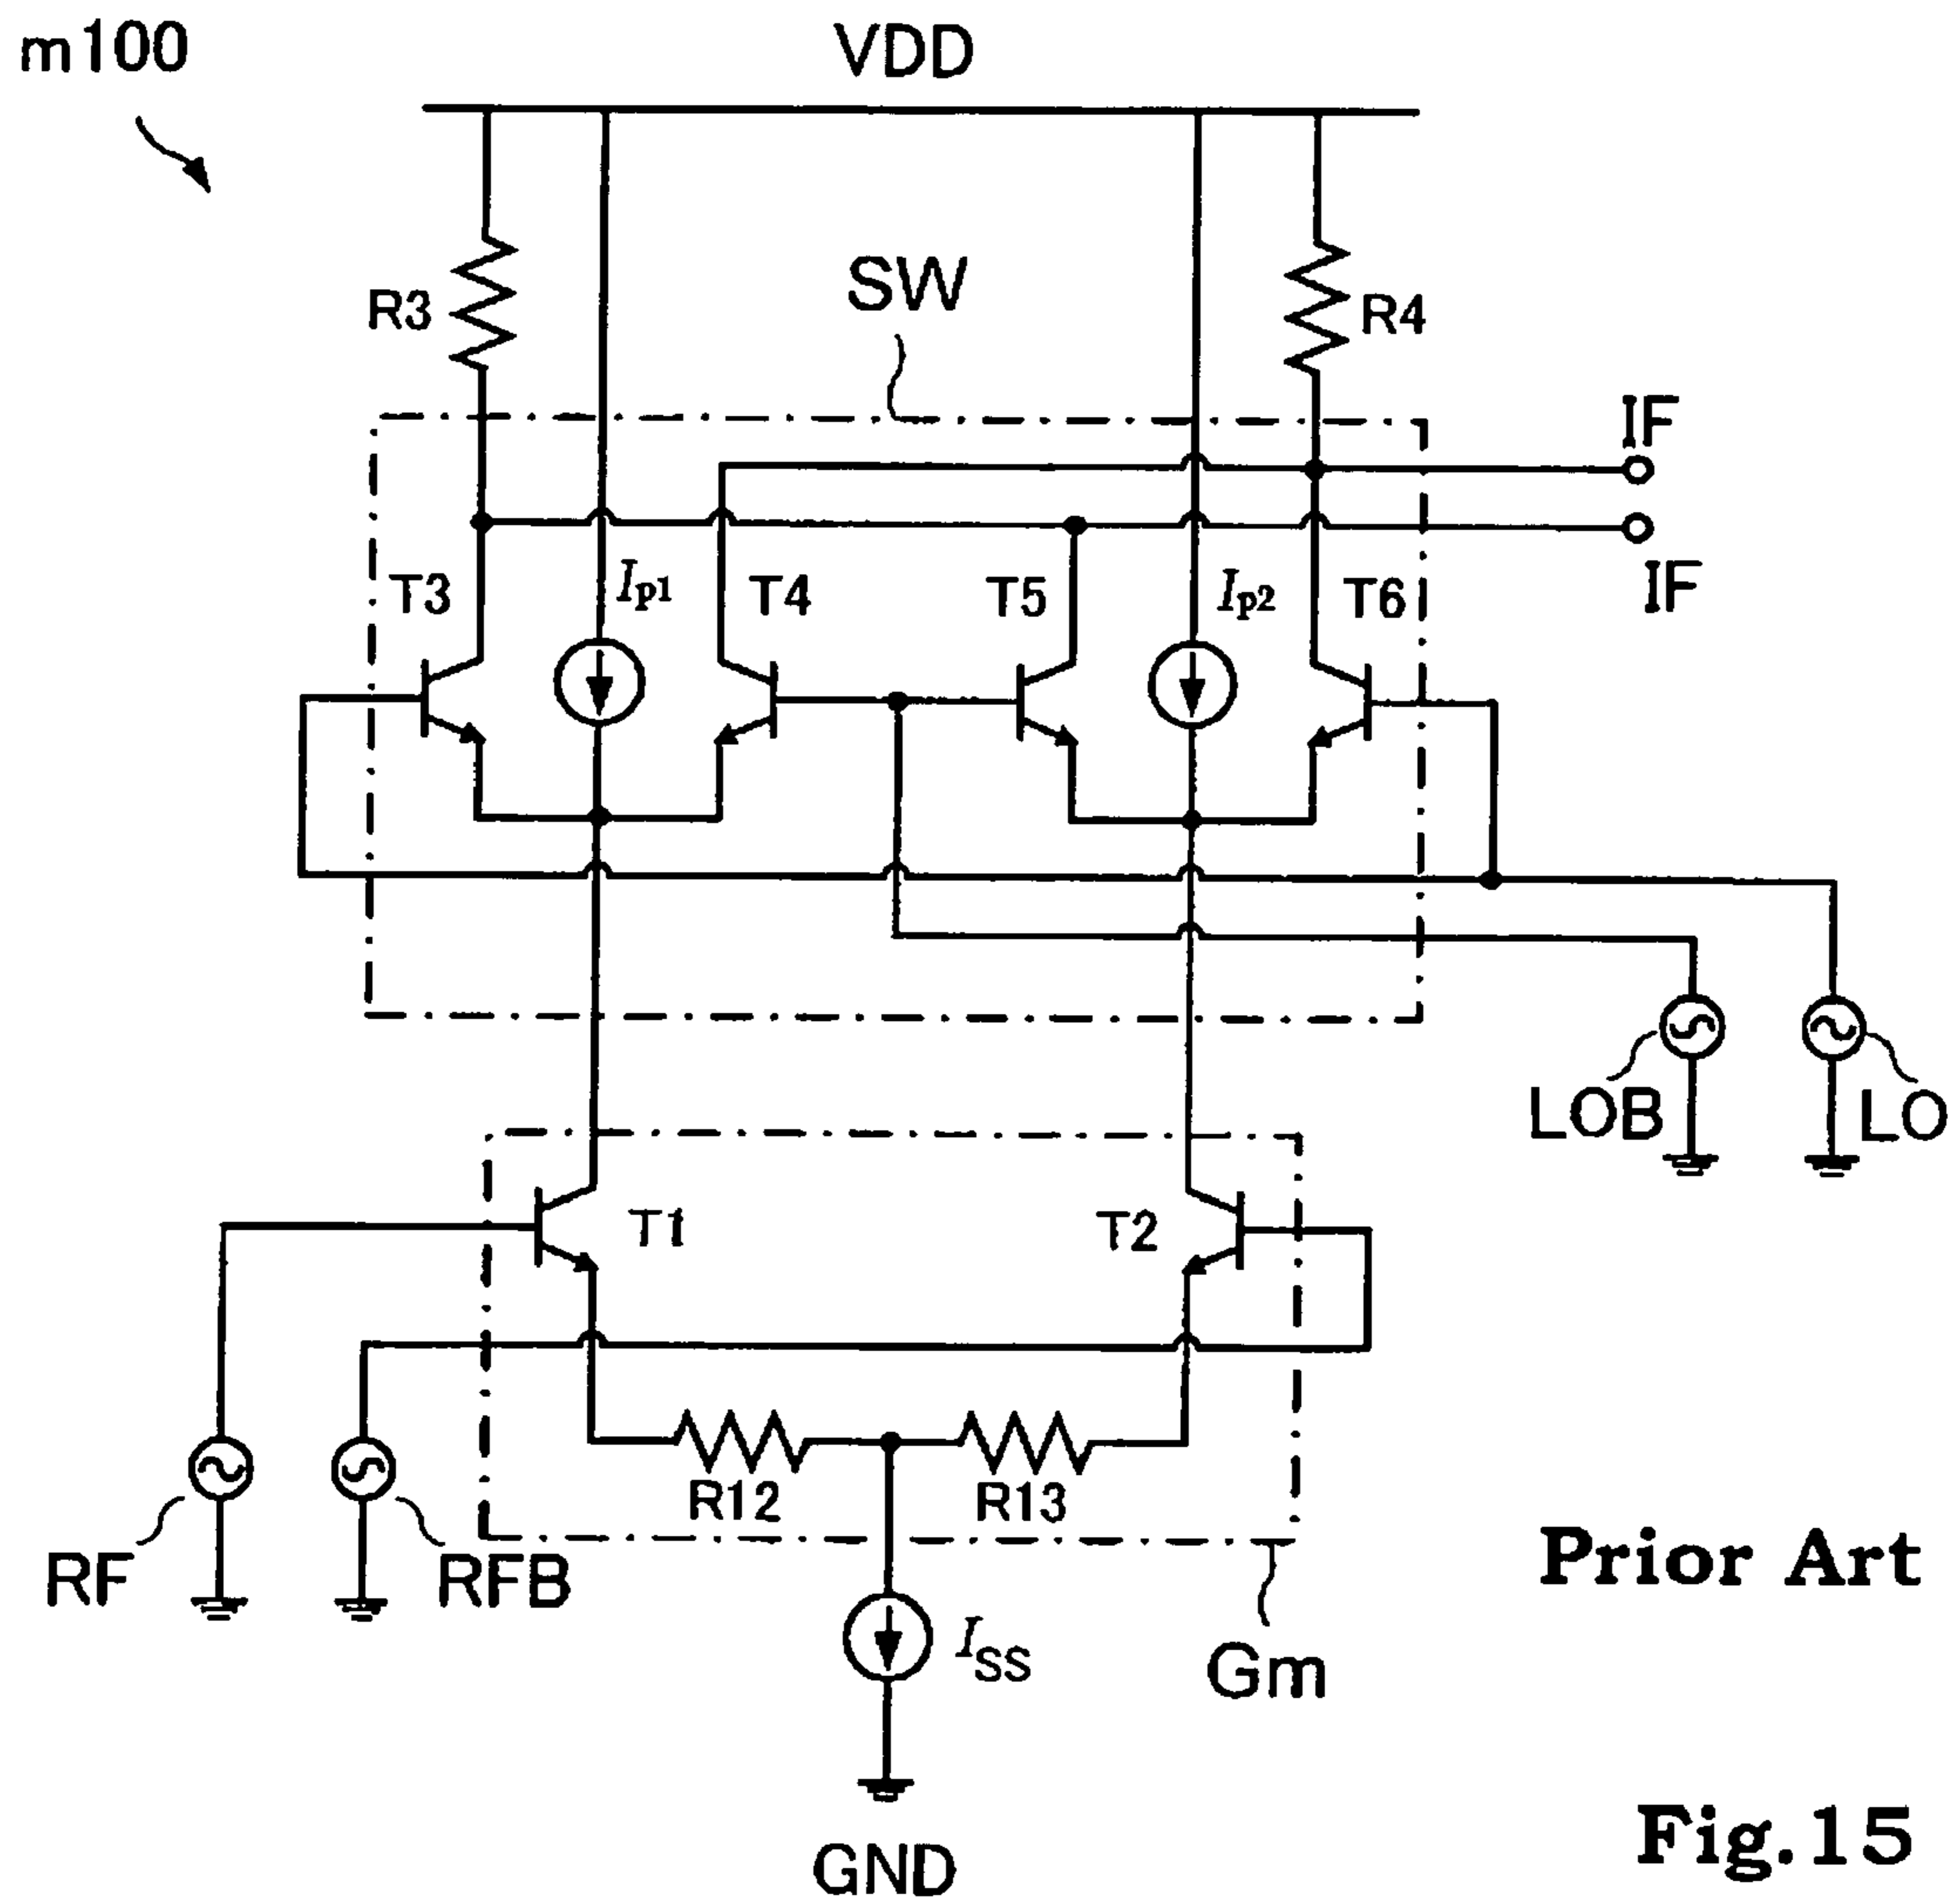 m100
VDD
R3
SW
R4
IF
T3
Ip1
T4
T5
Ip2
T6
IF
LOB
LO
T1
T2
R12
R13
RF
RFB
Prior Art
ISS
Gm
Fig.15
GND